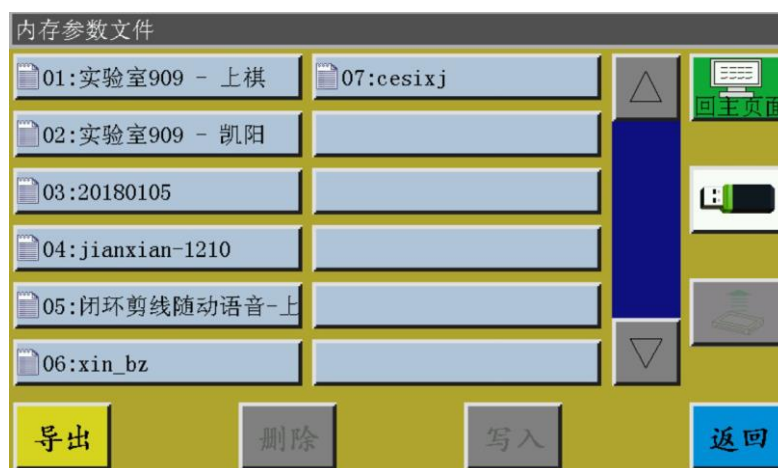 内存参数文件
01:实验室909 - 上祺
07:cesixj
02:实验室909 - 凯阳
03:20180105
04:jianxian-1210
05:闭环剪线随动语音-上
06:xin_bz
回主页面
导出
删除
写入
返回